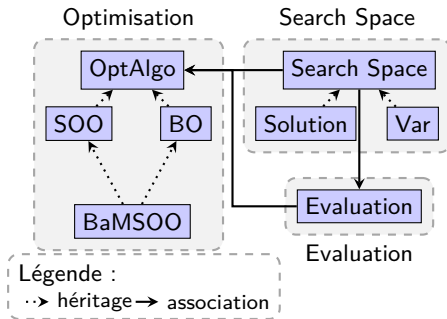 Optimisation
Search Space
OptAlgo
Search Space
SOO
BO
Solution
Var
BaMSOO
Evaluation
Evaluation
Légende :
héritage
association